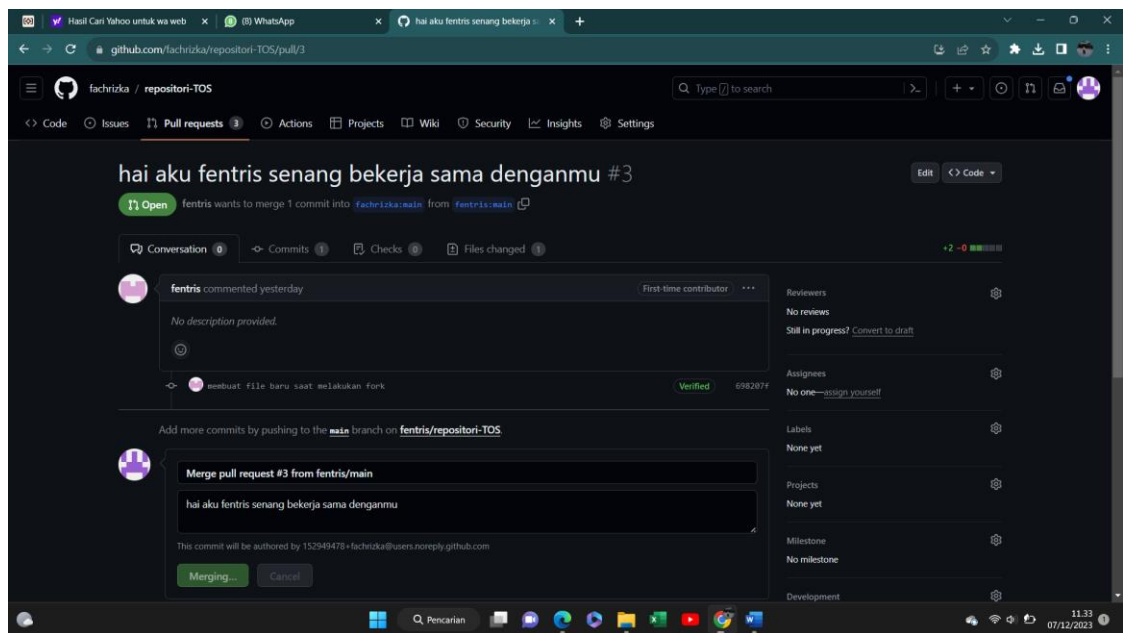 Hasil Cari Yahoo untuk wa web
(8) WhatsApp
hai aku fentris senang bekerja s
github.com/fachrizka/repositori-TOS/pull/3
fachrizka / repositori-TOS
Type / to search
Code Issues Pull requests 3 Actions Projects Wiki Security Insights Settings
hai aku fentris senang bekerja sama denganmu #3
Edit Code
Open fentris wants to merge 1 commit into fachrizka:main from fentris:main
Conversation 0 Commits 1 Checks 0 Files changed 1
+2 −0
fentris commented yesterday
First-time contributor
No description provided.
membuat file baru saat melakukan fork
Verified 698207f
Add more commits by pushing to the main branch on fentris/repositori-TOS.
Merge pull request #3 from fentris/main
hai aku fentris senang bekerja sama denganmu
This commit will be authored by 152949478+fachrizka@users.noreply.github.com
Merging... Cancel
Reviewers
No reviews
Still in progress? Convert to draft
Assignees
No one—assign yourself
Labels
None yet
Projects
None yet
Milestone
No milestone
Development
Pencarian
11.33
07/12/2023